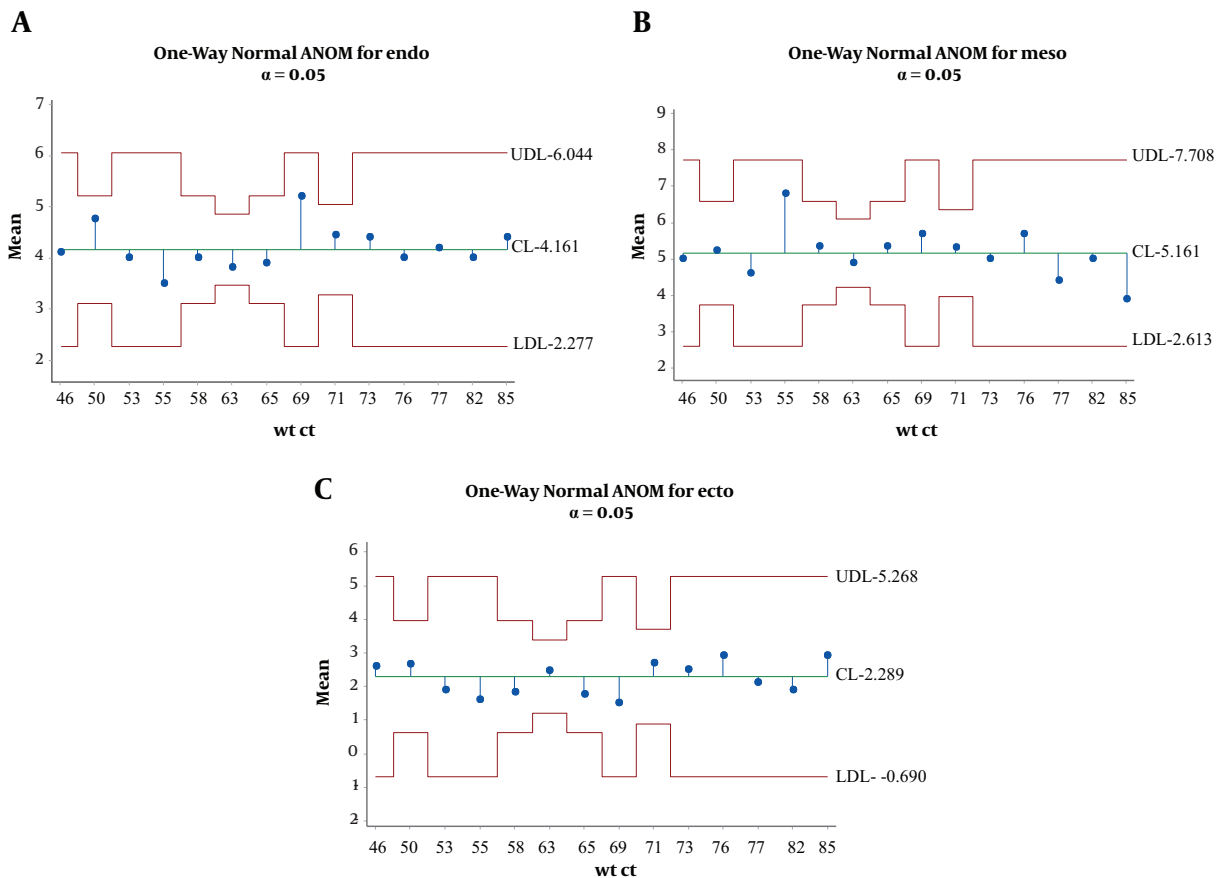 A
One-Way Normal ANOM for endo
α = 0.05
7
6
5
4
3
2
Mean
UDL-6.044
CL-4.161
LDL-2.277
46 50 53 55 58 63 65 69 71 73 76 77 82 85
wt ct
B
One-Way Normal ANOM for meso
α = 0.05
9
8
7
6
5
4
3
2
Mean
UDL-7.708
CL-5.161
LDL-2.613
46 50 53 55 58 63 65 69 71 73 76 77 82 85
wt ct
C
One-Way Normal ANOM for ecto
α = 0.05
6
5
4
3
2
1
0
-1
-2
Mean
UDL-5.268
CL-2.289
LDL- -0.690
46 50 53 55 58 63 65 69 71 73 76 77 82 85
wt ct